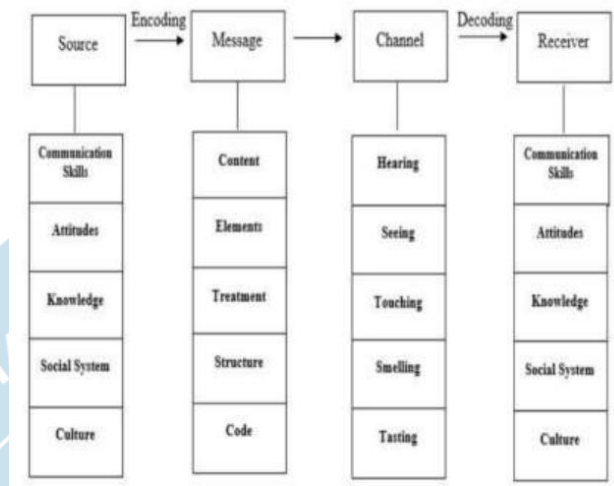 Source
Encoding
Message
Channel
Decoding
Receiver
Communication
Skills
Attitudes
Knowledge
Social System
Culture
Content
Elements
Treatment
Structure
Code
Hearing
Seeing
Touching
Smelling
Tasting
Communication
Skills
Attitudes
Knowledge
Social System
Culture